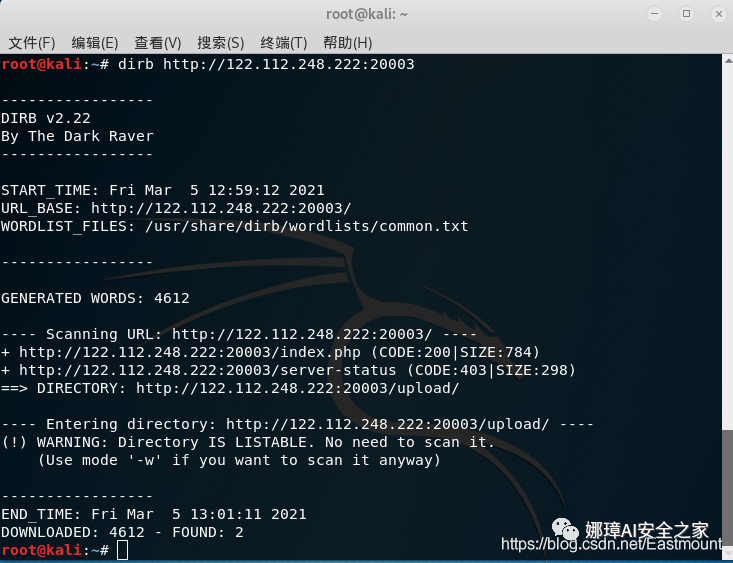 root@kali: ~
文件(F) 编辑(E) 查看(V) 搜索(S) 终端(T) 帮助(H)
root@kali:~# dirb http://122.112.248.222:20003
-----------------
DIRB v2.22
By The Dark Raver
-----------------
START_TIME: Fri Mar  5 12:59:12 2021
URL_BASE: http://122.112.248.222:20003/
WORDLIST_FILES: /usr/share/dirb/wordlists/common.txt
-----------------
GENERATED WORDS: 4612
---- Scanning URL: http://122.112.248.222:20003/ ----
+ http://122.112.248.222:20003/index.php (CODE:200|SIZE:784)
+ http://122.112.248.222:20003/server-status (CODE:403|SIZE:298)
==> DIRECTORY: http://122.112.248.222:20003/upload/
---- Entering directory: http://122.112.248.222:20003/upload/ ----
(!) WARNING: Directory IS LISTABLE. No need to scan it.
    (Use mode '-w' if you want to scan it anyway)
-----------------
END_TIME: Fri Mar  5 13:01:11 2021
DOWNLOADED: 4612 - FOUND: 2
娜璋AI安全之家
https://blog.csdn.net/Eastmount
root@kali:~#